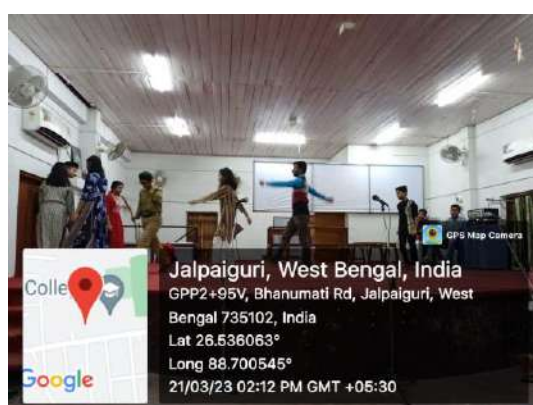 GPS Map Camera
Colle
Google
Jalpaiguri, West Bengal, India
GPP2+95V, Bhanumati Rd, Jalpaiguri, West
Bengal 735102, India
Lat 26.536063°
Long 88.700545°
21/03/23 02:12 PM GMT +05:30